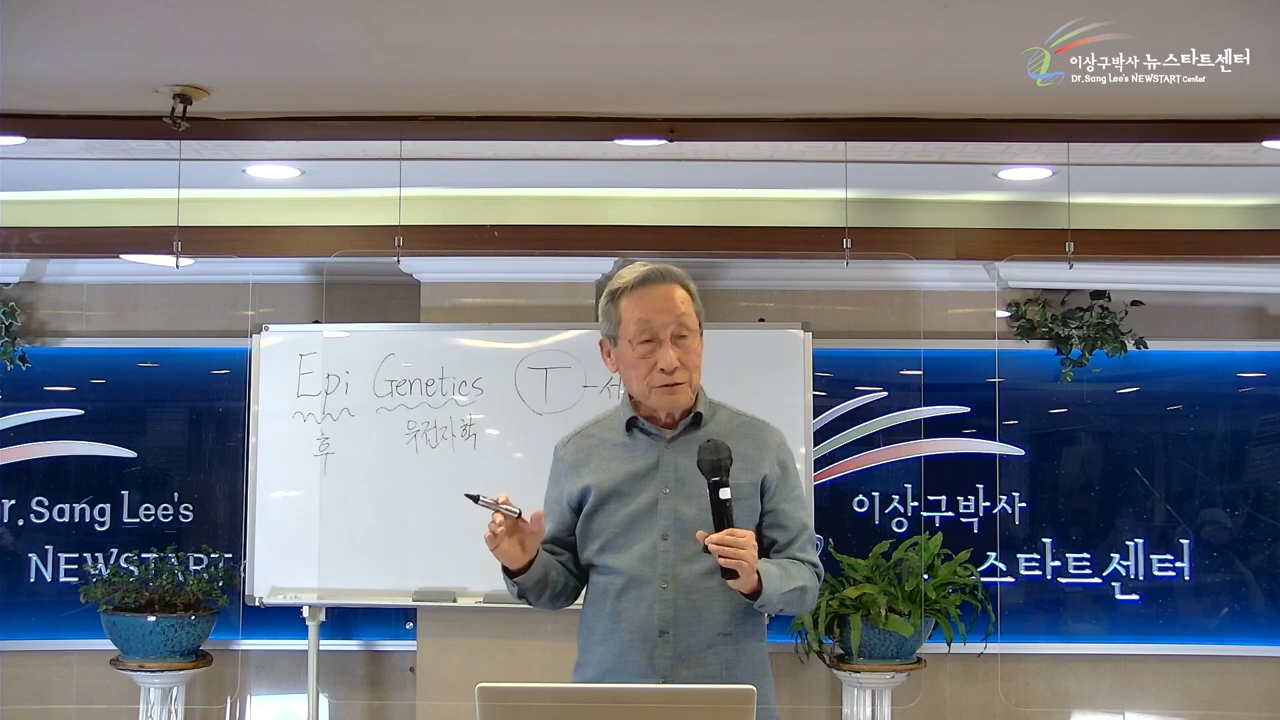 이상구박사 뉴스타트센터
Dr. Sang Lee's NEWSTART Center
Epi Genetics T - 
후 유전자학
r. Sang Lee's
NEWSTART
이상구박사
스타트센터